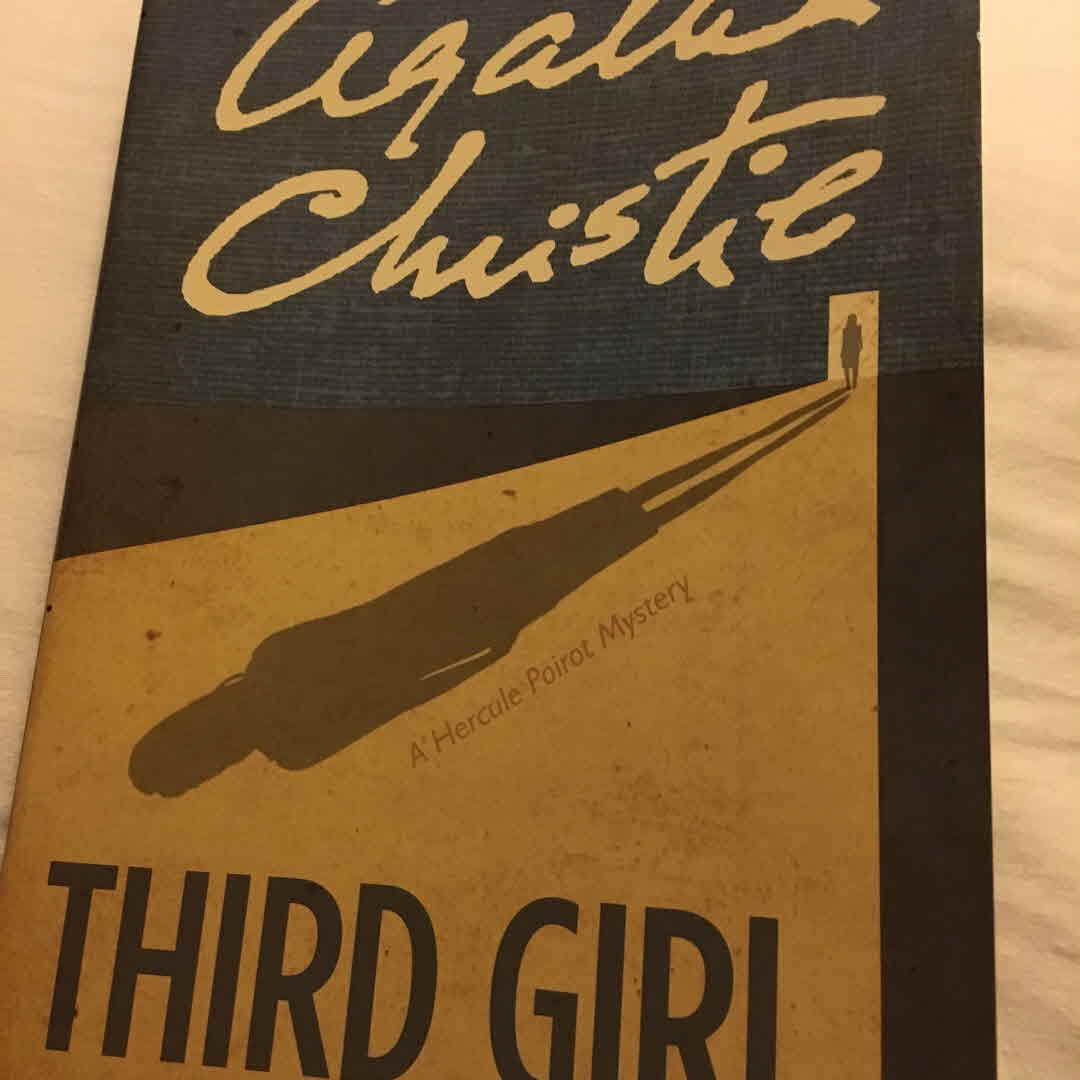 Agatha
Christie
A Hercule Poirot Mystery
THIRD GIRL